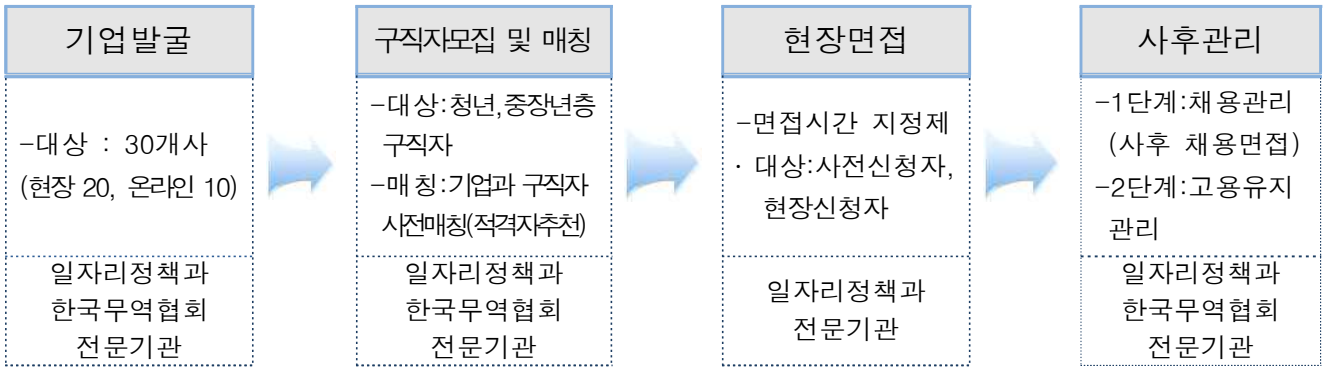 기업발굴
-대상 : 30개사
(현장 20, 온라인 10)
일자리정책과
한국무역협회
전문기관
구직자모집 및 매칭
-대상:청년,중장년층
구직자
-매칭:기업과 구직자
사전매칭(적격자추천)
일자리정책과
한국무역협회
전문기관
현장면접
-면접시간 지정제
· 대상:사전신청자,
현장신청자
일자리정책과
전문기관
사후관리
-1단계:채용관리
(사후 채용면접)
-2단계:고용유지
관리
일자리정책과
한국무역협회
전문기관